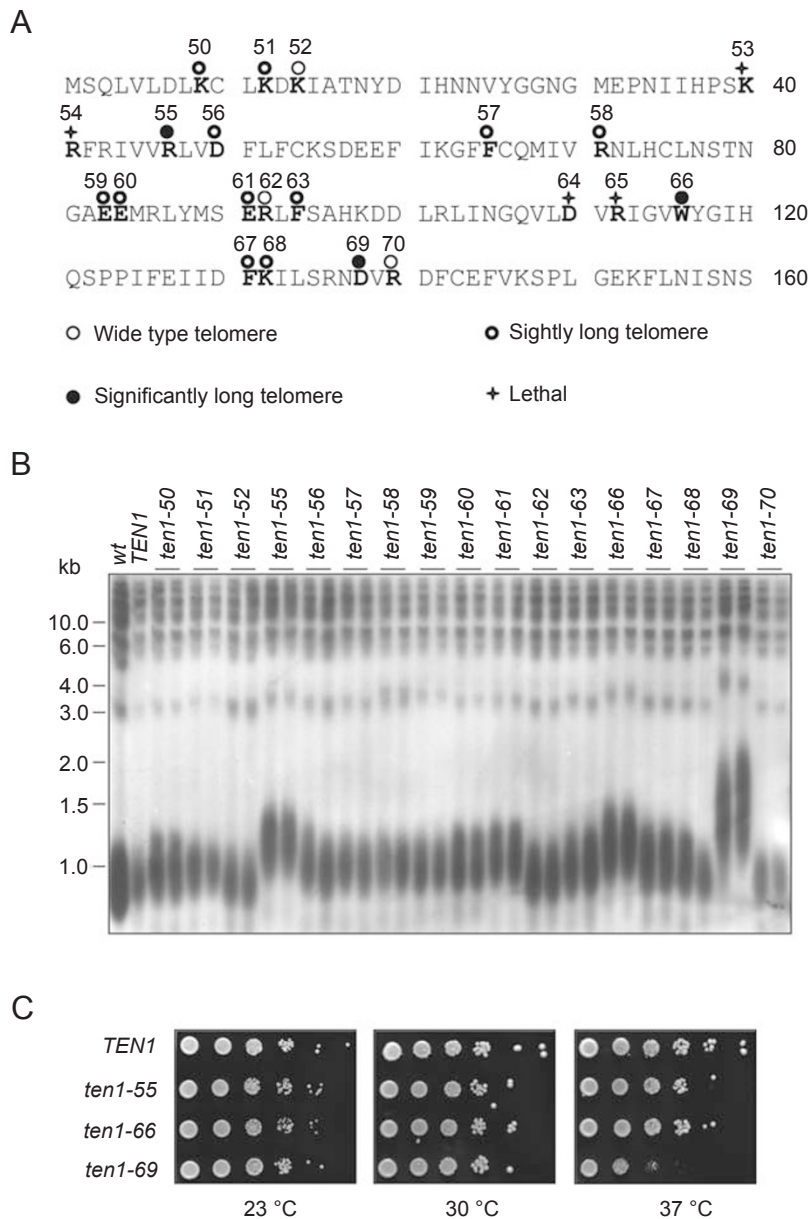 A
50 51 52 53
MSQLVLDLKC LKDKIATNYD IHNNVYGGNG MEPNIIHPSK 40
54 55 56 57 58
RFRIVVRLVD FLFCKSDEEF IKGFFCQMIV RNLHCLNSTN 80
59 60 61 62 63 64 65 66
GAEEMRLYMS ERLFSAHKDD LRLINGQVLD VRIGVWYGIH 120
67 68 69 70
QSPPIFEIID FKILSRNDVR DFCEFVKSPL GEKFLNISNS 160
Wide type telomere Sightly long telomere
Significantly long telomere Lethal
B
wt TEN1 ten1-50 ten1-51 ten1-52 ten1-55 ten1-56 ten1-57 ten1-58 ten1-59 ten1-60 ten1-61 ten1-62 ten1-63 ten1-66 ten1-67 ten1-68 ten1-69 ten1-70
kb
10.0
6.0
4.0
3.0
2.0
1.5
1.0
C
TEN1
ten1-55
ten1-66
ten1-69
23 °C 30 °C 37 °C